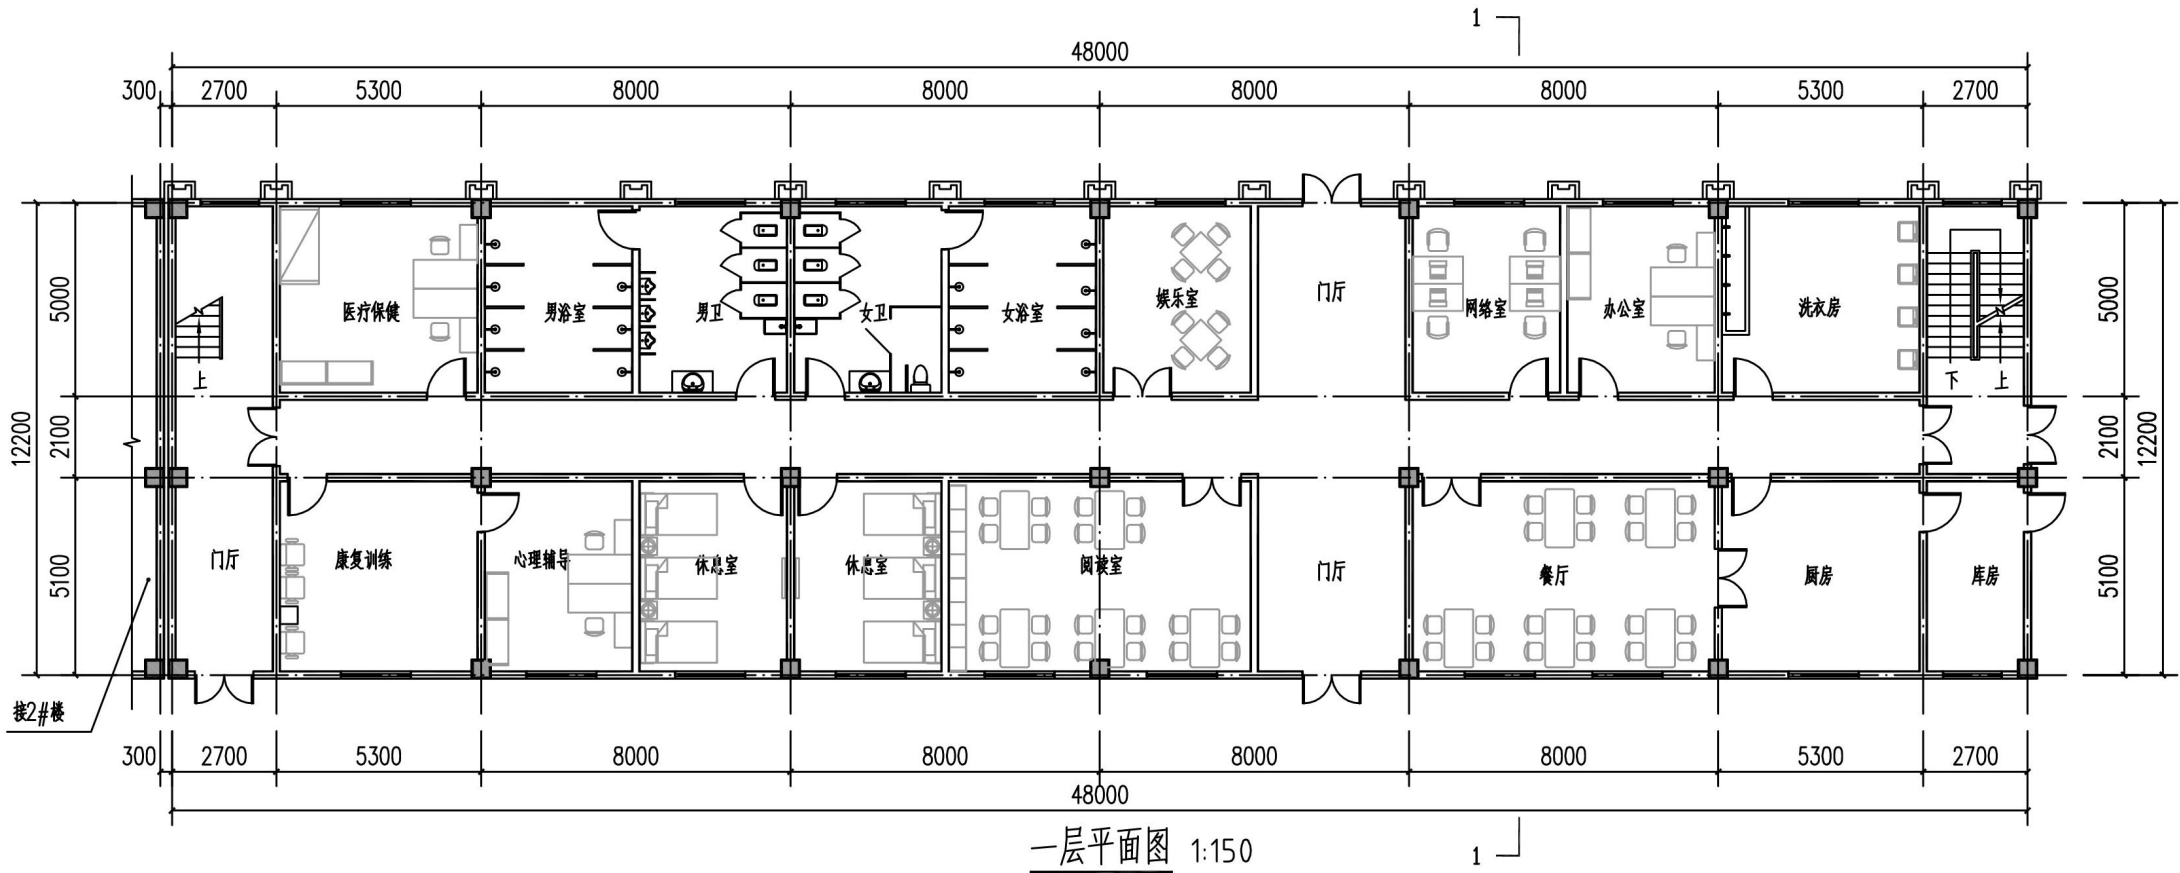 1
48000
300 2700 5300 8000 8000 8000 8000 5300 2700
12200 5000 2100 5100
医疗保健 男浴室 男卫 女卫 女浴室 娱乐室 门厅 网络室 办公室 洗衣房
上
下 上
5000 2100 5100 12200
门厅 康复训练 心理辅导 休息室 休息室 阅读室 门厅 餐厅 厨房 库房
接2#楼
300 2700 5300 8000 8000 8000 8000 5300 2700
48000
一层平面图 1:150
1